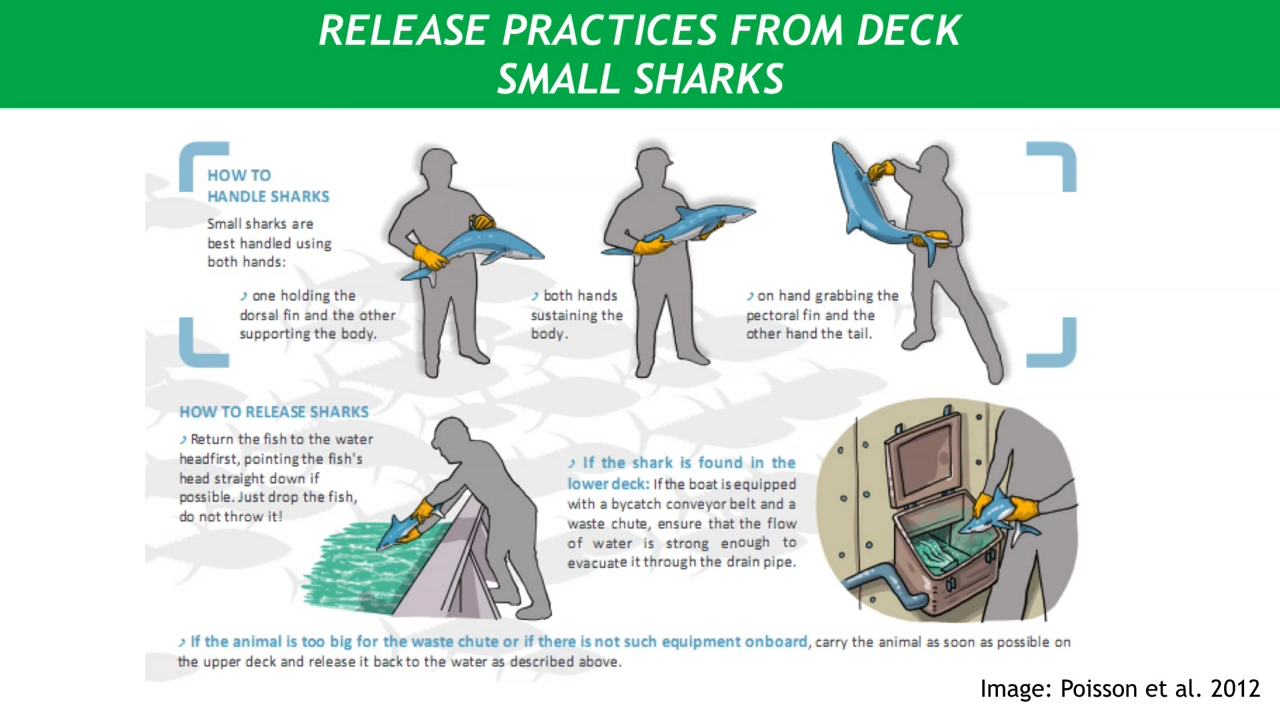 RELEASE PRACTICES FROM DECK
SMALL SHARKS
HOW TO
HANDLE SHARKS
Small sharks are
best handled using
both hands:
one holding the
dorsal fin and the other
supporting the body.
both hands
sustaining the
body.
on hand grabbing the
pectoral fin and the
other hand the tail.
HOW TO RELEASE SHARKS
Return the fish to the water
headfirst, pointing the fish's
head straight down if
possible. Just drop the fish,
do not throw it!
If the shark is found in the
lower deck: If the boat is equipped
with a bycatch conveyor belt and a
waste chute, ensure that the flow
of water is strong enough to
evacuate it through the drain pipe.
If the animal is too big for the waste chute or if there is not such equipment onboard, carry the animal as soon as possible on
the upper deck and release it back to the water as described above.
Image: Poisson et al. 2012